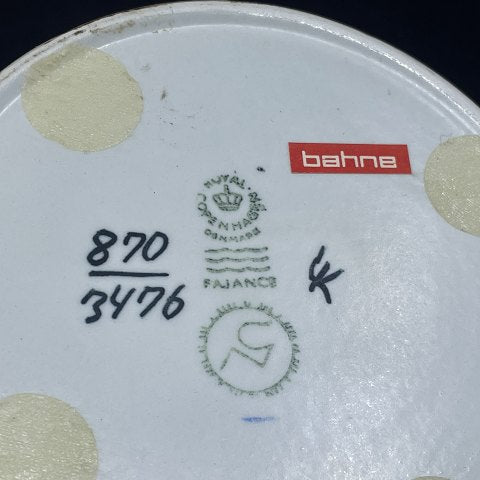 bahne
ROYAL
COPENHAGEN
DENMARK
FAJANCE
870
3476